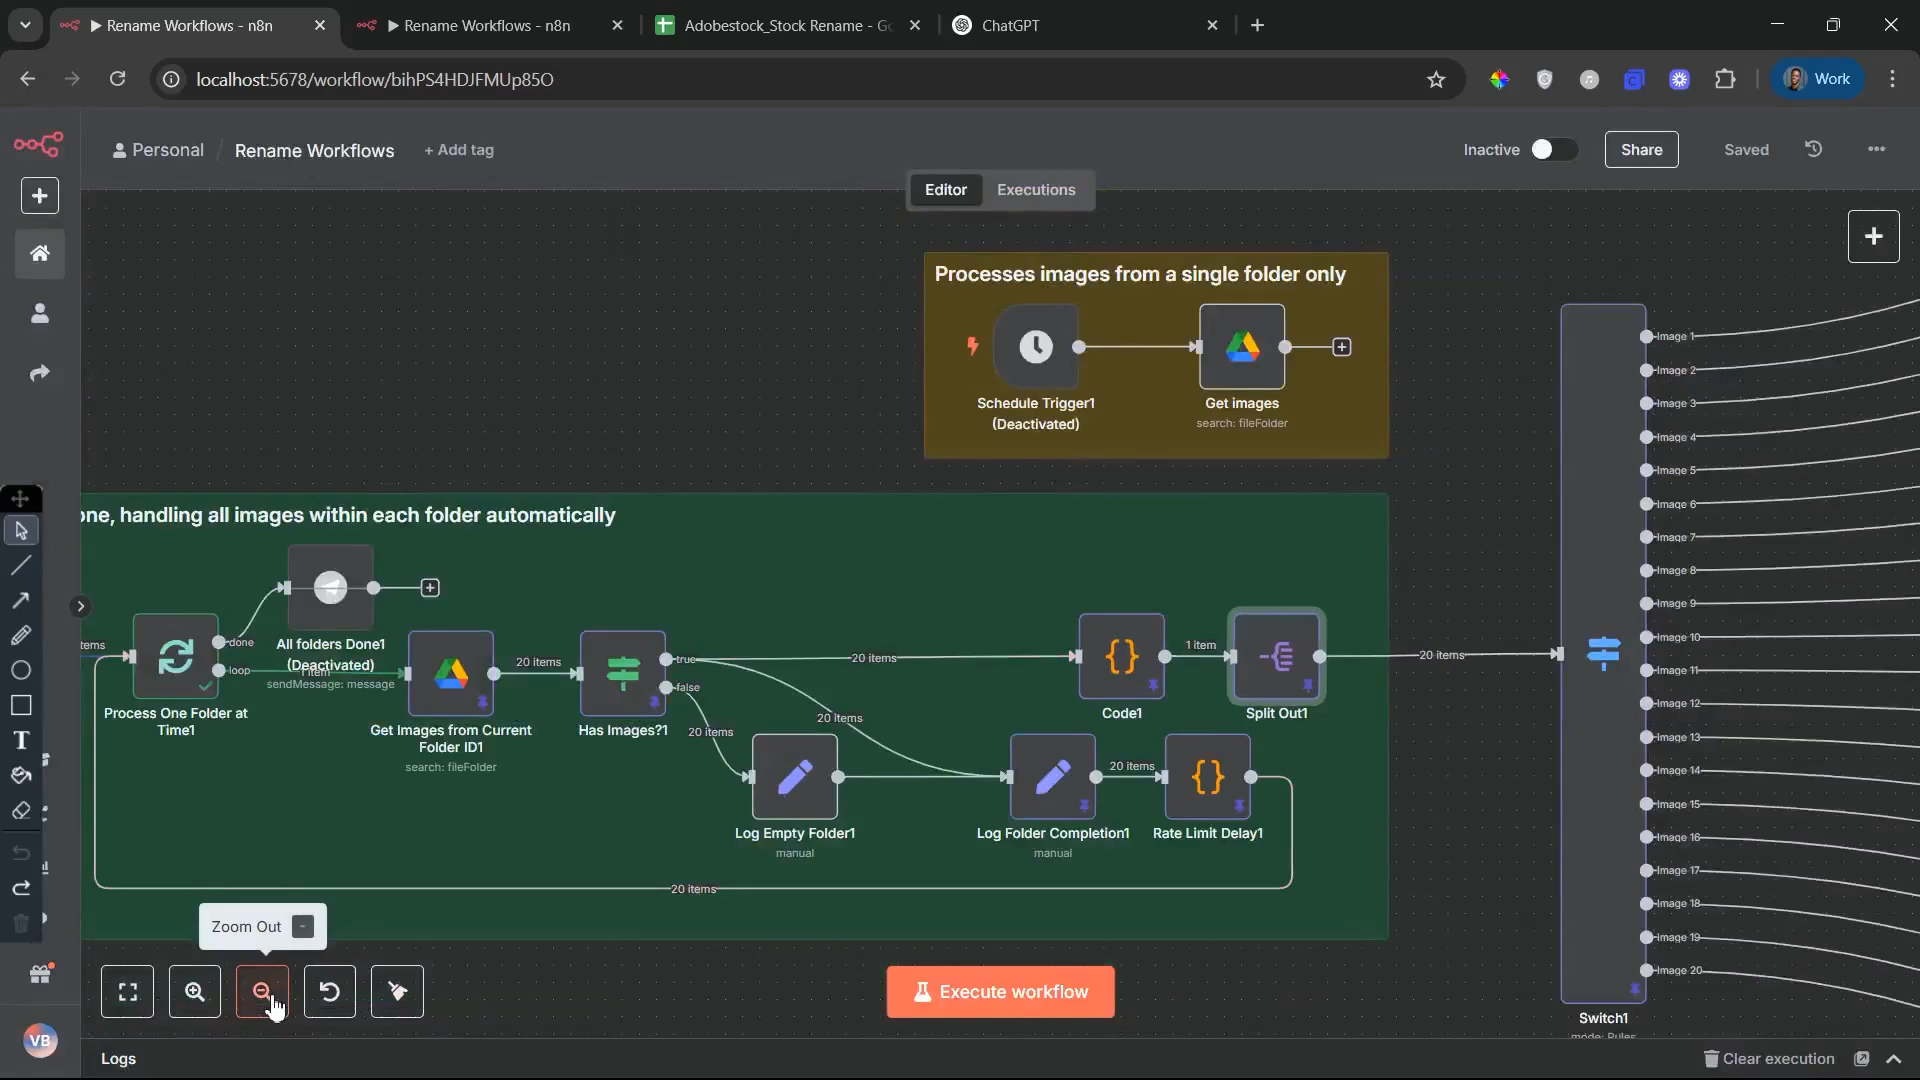 Rename Workflows - n8n
Rename Workflows - n8n
Adobestock_Stock Rename - Go
ChatGPT
localhost:5678/workflow/bihPS4HDJFMUp85O
Work
Personal / Rename Workflows + Add tag
Inactive
Share
Saved
Editor
Executions
Processes images from a single folder only
Schedule Trigger1
(Deactivated)
Get images
search: fileFolder
one, handling all images within each folder automatically
All folders Done1
(Deactivated)
sendMessage: message
done
loop
1 item
tems
Process One Folder at
Time1
Get Images from Current
Folder ID1
search: fileFolder
20 items
Has Images?1
true
false
20 items
20 items
20 items
Log Empty Folder1
manual
Code1
1 item
Split Out1
20 items
Log Folder Completion1
manual
20 items
Rate Limit Delay1
20 items
Image 1
Image 2
Image 3
Image 4
Image 5
Image 6
Image 7
Image 8
Image 9
Image 10
Image 11
Image 12
Image 13
Image 14
Image 15
Image 16
Image 17
Image 18
Image 19
Image 20
Switch1
mode: Rules
Zoom Out -
Execute workflow
T
VB
Logs
Clear execution